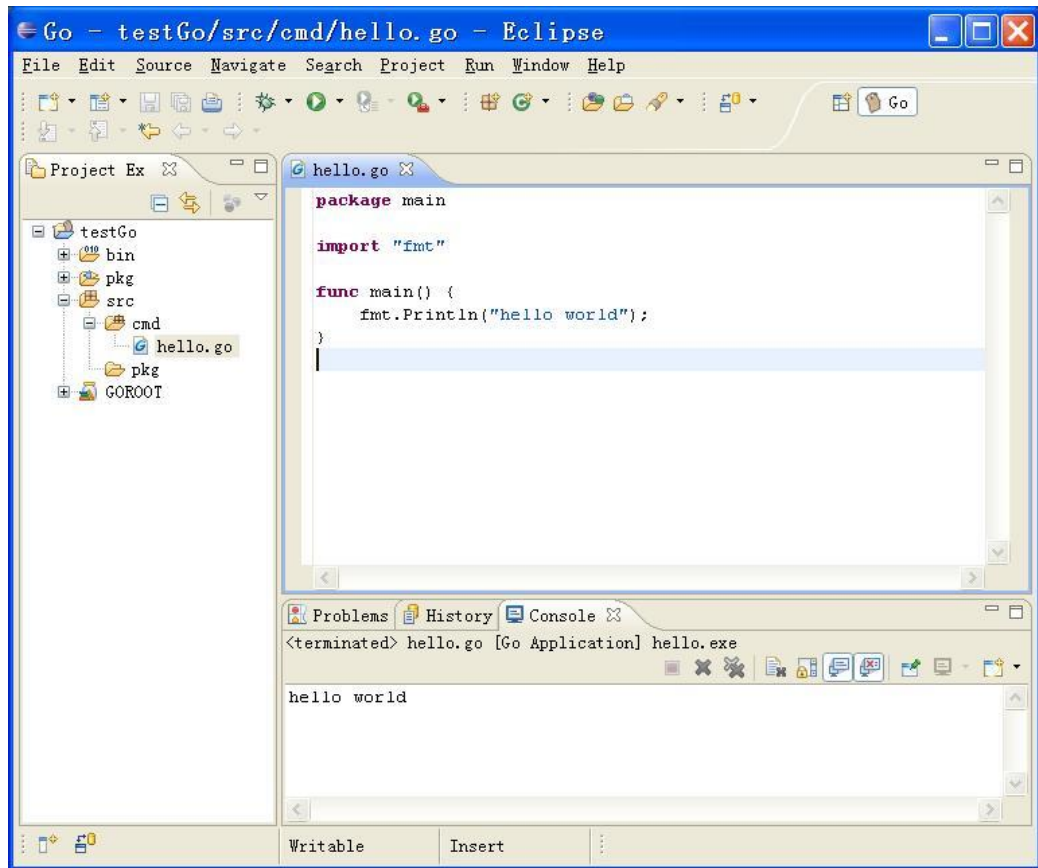 Go - testGo/src/cmd/hello.go - Eclipse
File Edit Source Navigate Search Project Run Window Help
Go
Project Ex
testGo
bin
pkg
src
cmd
hello.go
pkg
GOROOT
hello.go
package main
import "fmt"
func main() {
fmt.Println("hello world");
}
Problems History Console
<terminated> hello.go [Go Application] hello.exe
hello world
Writable Insert